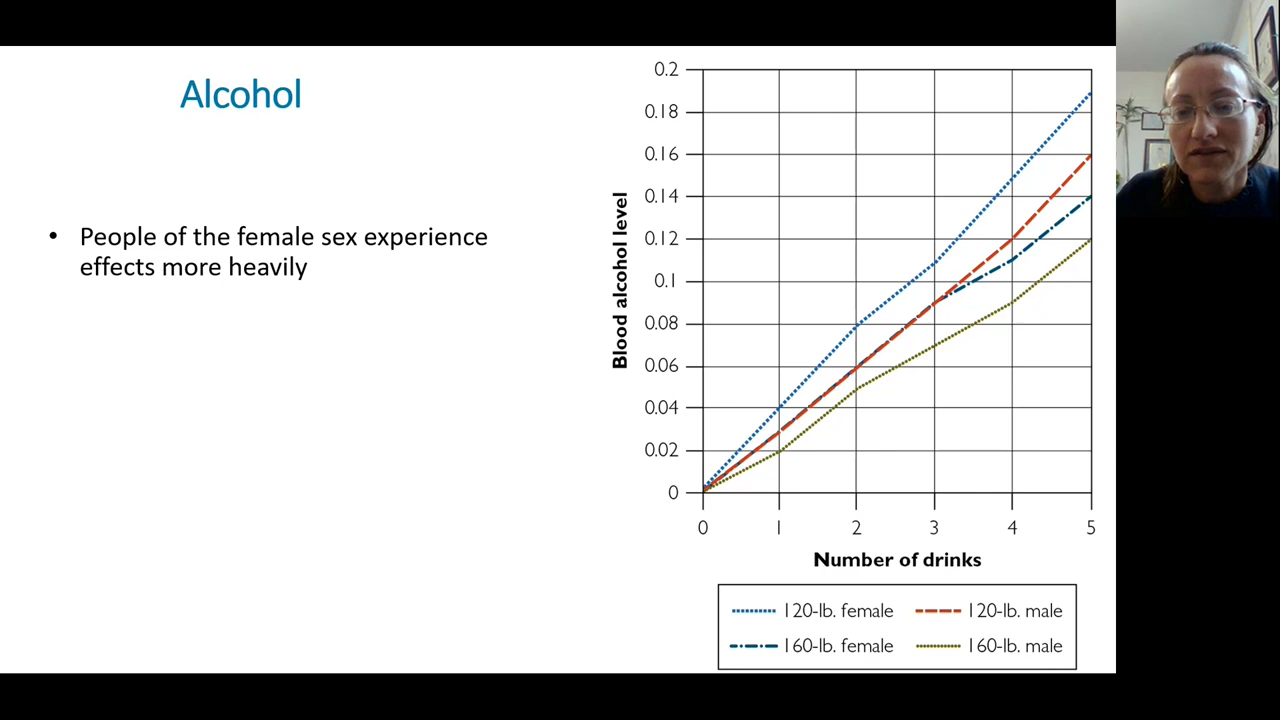 Alcohol
• People of the female sex experience
effects more heavily
Blood alcohol level
0.2
0.18
0.16
0.14
0.12
0.1
0.08
0.06
0.04
0.02
0
0 1 2 3 4 5
Number of drinks
120-lb. female 120-lb. male
160-lb. female 160-lb. male